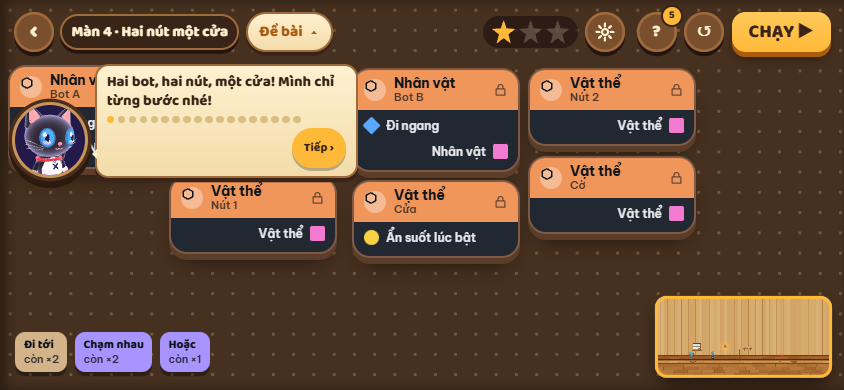 Màn 4 · Hai nút một cửa
Đề bài
?
5
CHẠY
Hai bot, hai nút, một cửa! Mình chỉ
từng bước nhé!
Tiếp ›
Bot A
Nhân vật
Bot B
Đi ngang
Nhân vật
Vật thể
Nút 2
Vật thể
Vật thể
Nút 1
Vật thể
Vật thể
Cửa
Ẩn suốt lúc bật
Vật thể
Cờ
Vật thể
Đi tới
còn ×2
Chạm nhau
còn ×2
Hoặc
còn ×1